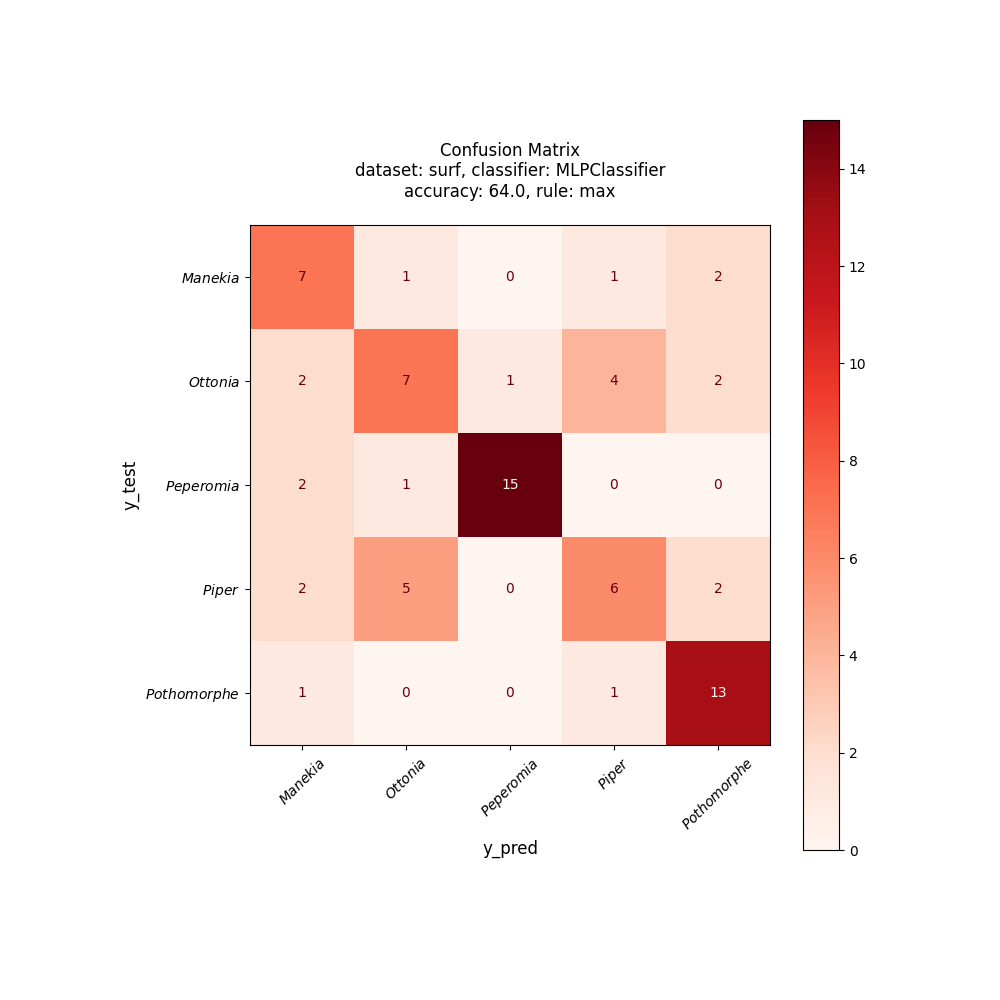 Confusion Matrix
dataset: surf, classifier: MLPClassifier
accuracy: 64.0, rule: max
Manekia 7 1 0 1 2
Ottonia 2 7 1 4 2
Peperomia 2 1 15 0 0
Piper 2 5 0 6 2
Pothomorphe 1 0 0 1 13
y_test
Manekia Ottonia Peperomia Piper Pothomorphe
y_pred
14
12
10
8
6
4
2
0